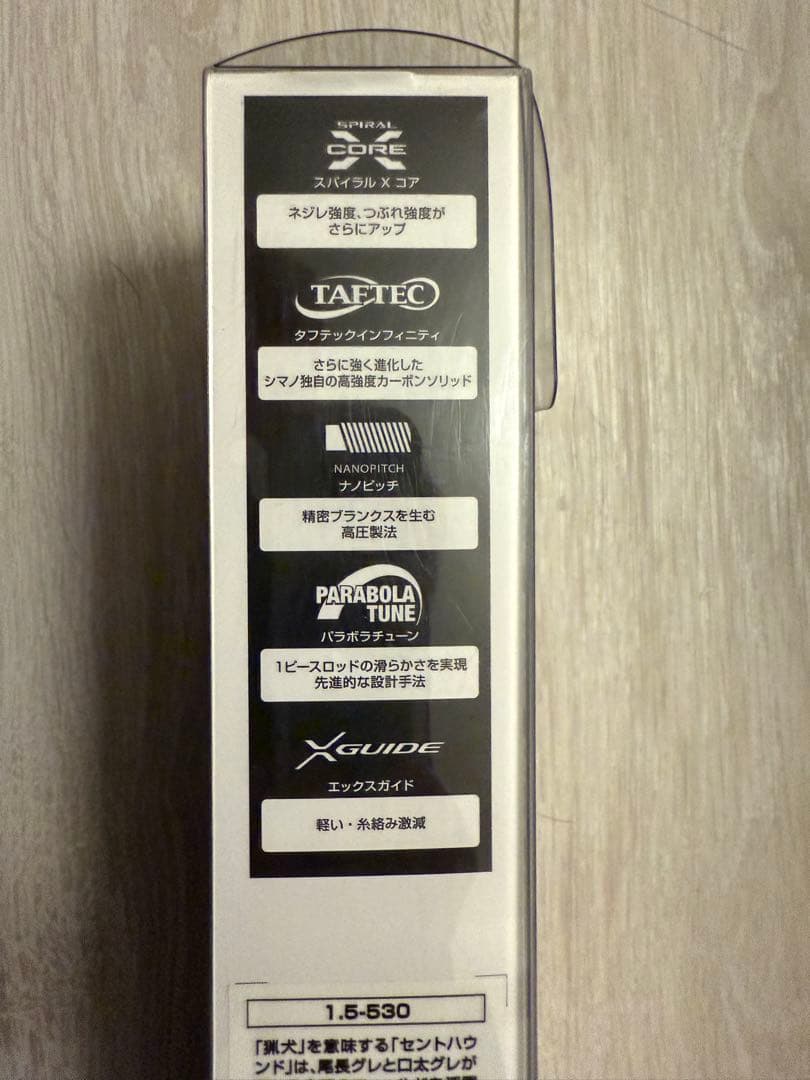 SPIRAL
X
CORE
スパイラル X コア
ネジレ強度、つぶれ強度が
さらにアップ
TAFTEC
タフテックインフィニティ
さらに強く進化した
シマノ独自の高強度カーボンソリッド
NANOPITCH
ナノピッチ
精密ブランクスを生む
高圧製法
PARABOLA
TUNE
パラボラチューン
1ピースロッドの滑らかさを実現
先進的な設計手法
XGUIDE
エックスガイド
軽い・糸絡み激減
1.5-530
「猟犬」を意味する「セントハウ
ンド」は、尾長グレと口太グレが